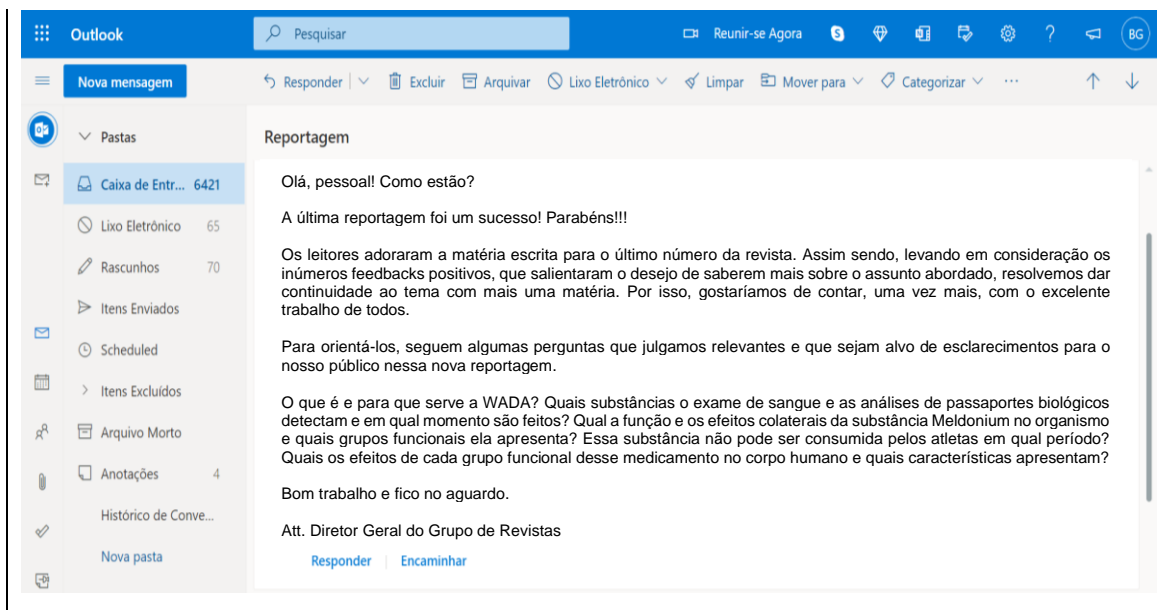 Outlook
Pesquisar
Reunir-se Agora
BG
Nova mensagem
Responder
Excluir
Arquivar
Lixo Eletrônico
Limpar
Mover para
Categorizar
Pastas
Reportagem
Caixa de Entr... 6421
Lixo Eletrônico 65
Rascunhos 70
Itens Enviados
Scheduled
Itens Excluídos
Arquivo Morto
Anotações 4
Histórico de Conve...
Nova pasta
Olá, pessoal! Como estão?
A última reportagem foi um sucesso! Parabéns!!!
Os leitores adoraram a matéria escrita para o último número da revista. Assim sendo, levando em consideração os
inúmeros feedbacks positivos, que salientaram o desejo de saberem mais sobre o assunto abordado, resolvemos dar
continuidade ao tema com mais uma matéria. Por isso, gostaríamos de contar, uma vez mais, com o excelente
trabalho de todos.
Para orientá-los, seguem algumas perguntas que julgamos relevantes e que sejam alvo de esclarecimentos para o
nosso público nessa nova reportagem.
O que é e para que serve a WADA? Quais substâncias o exame de sangue e as análises de passaportes biológicos
detectam e em qual momento são feitos? Qual a função e os efeitos colaterais da substância Meldonium no organismo
e quais grupos funcionais ela apresenta? Essa substância não pode ser consumida pelos atletas em qual período?
Quais os efeitos de cada grupo funcional desse medicamento no corpo humano e quais características apresentam?
Bom trabalho e fico no aguardo.
Att. Diretor Geral do Grupo de Revistas
Responder
Encaminhar